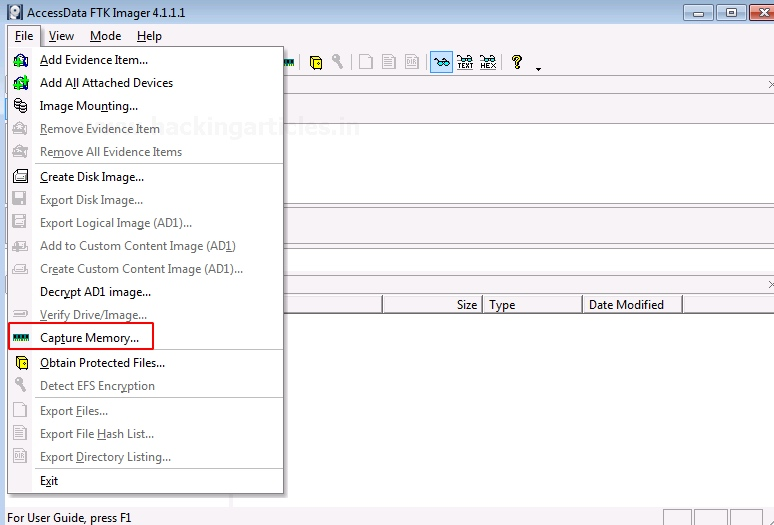 AccessData FTK Imager 4.1.1.1
File View Mode Help
TEXT HEX ?
Add Evidence Item...
Add All Attached Devices
Image Mounting...
hackingarticles.in
Remove Evidence Item
Remove All Evidence Items
Create Disk Image...
Export Disk Image...
Export Logical Image (AD1)...
Add to Custom Content Image (AD1)
Create Custom Content Image (AD1)...
Decrypt AD1 image...
Verify Drive/Image...
Size Type Date Modified
Capture Memory...
Obtain Protected Files...
Detect EFS Encryption
Export Files...
Export File Hash List...
Export Directory Listing...
Exit
For User Guide, press F1